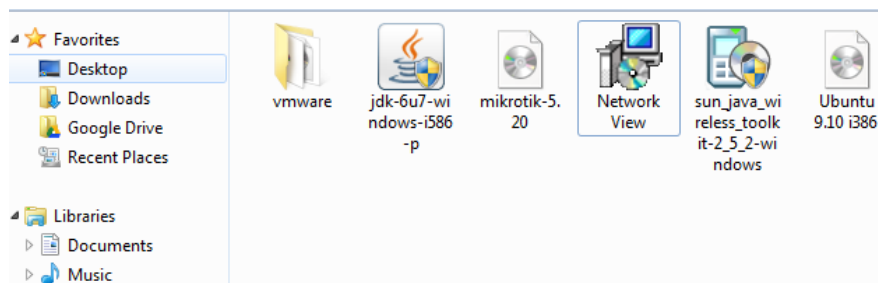 Favorites
Desktop
Downloads
Google Drive
Recent Places
Libraries
Documents
Music
vmware
jdk-6u7-wi
ndows-i586
-p
mikrotik-5.
20
Network
View
sun_java_wi
reless_toolk
it-2_5_2-wi
ndows
Ubuntu
9.10 i386